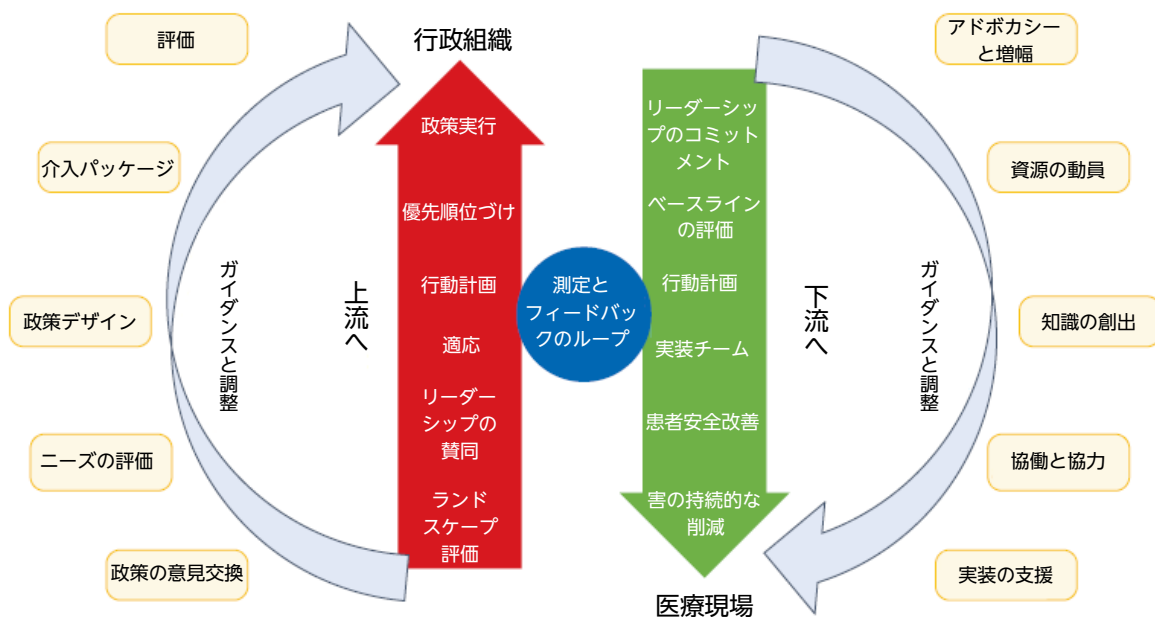 評価
介入パッケージ
政策デザイン
ニーズの評価
政策の意見交換
ガイダンスと調整
上流へ
行政組織
政策実行
優先順位づけ
行動計画
適応
リーダー
シップの
賛同
ランド
スケープ
評価
測定と
フィードバッ
クのループ
リーダーシッ
プのコミット
メント
ベースライン
の評価
行動計画
実装チーム
患者安全改善
害の持続的な
削減
医療現場
下流へ
ガイダンスと調整
アドボカシー
と増幅
資源の動員
知識の創出
協働と協力
実装の支援